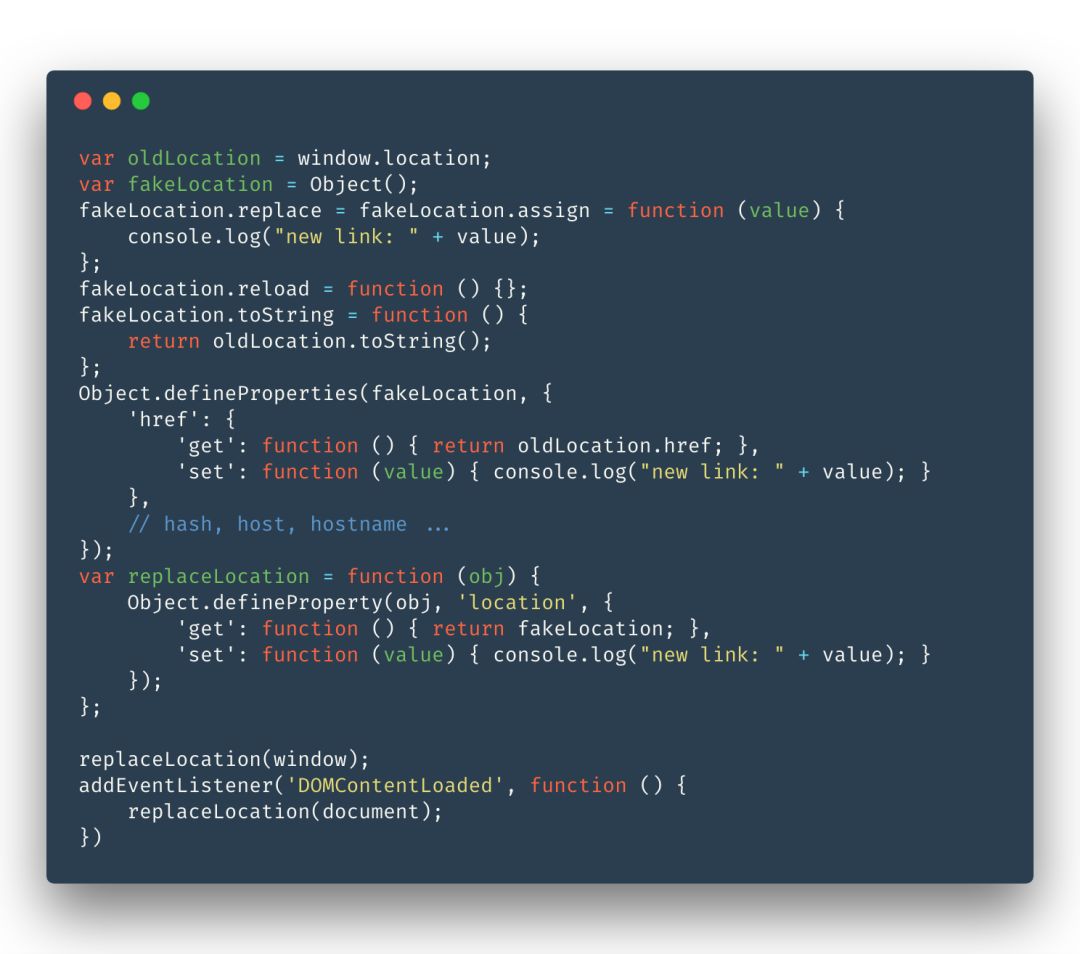 var oldLocation = window.location;
var fakeLocation = Object();
fakeLocation.replace = fakeLocation.assign = function (value) {
    console.log("new link: " + value);
};
fakeLocation.reload = function () {};
fakeLocation.toString = function () {
    return oldLocation.toString();
};
Object.defineProperties(fakeLocation, {
    'href': {
        'get': function () { return oldLocation.href; },
        'set': function (value) { console.log("new link: " + value); }
    },
    // hash, host, hostname ...
});
var replaceLocation = function (obj) {
    Object.defineProperty(obj, 'location', {
        'get': function () { return fakeLocation; },
        'set': function (value) { console.log("new link: " + value); }
    });
};

replaceLocation(window);
addEventListener('DOMContentLoaded', function () {
    replaceLocation(document);
})